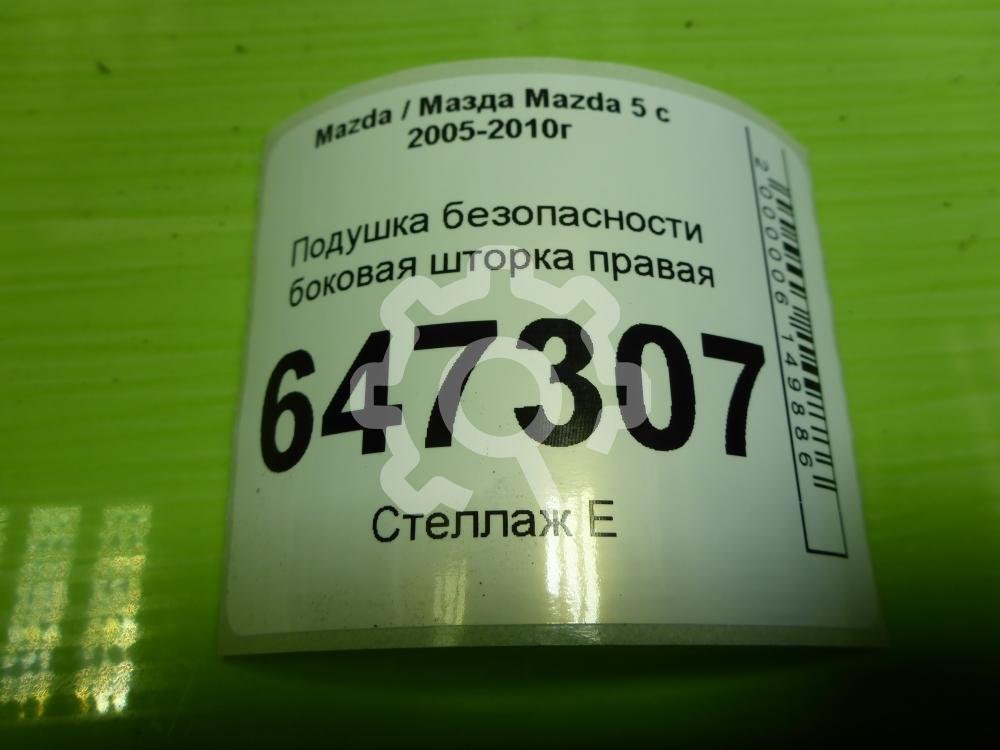 Mazda / Мазда Mazda 5 с
2005-2010г
Подушка безопасности
боковая шторка правая
647307
Стеллаж Е
2000006149886